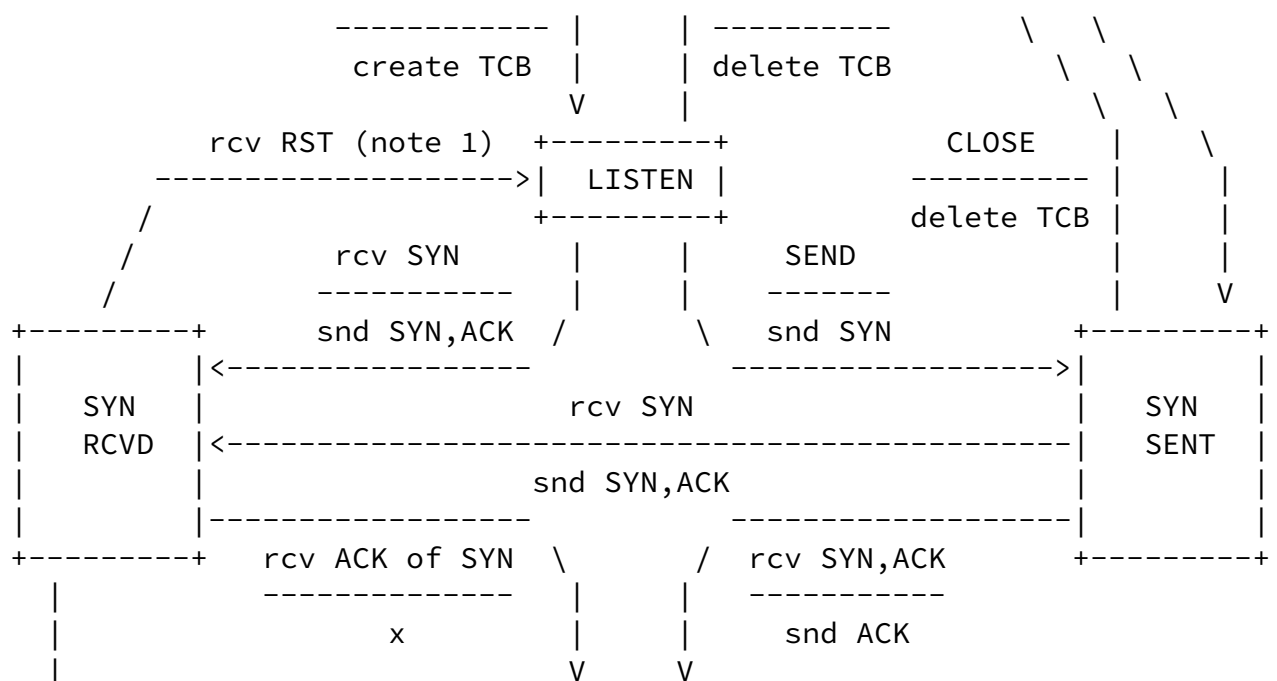 ------------ |      | ----------       \   \
create TCB  |      | delete TCB        \   \
V      |                       \   \
rcv RST (note 1)  +---------+            CLOSE    |    \
-------------------->|  LISTEN |          ---------- |     |
/                     +---------+          delete TCB |     |
/           rcv SYN      |     |     SEND              |     |
/           -----------   |     |    -------            |     V
+---------+      snd SYN,ACK  /       \   snd SYN          +---------+
|         |<------------------           ------------------->|         |
|   SYN   |                    rcv SYN                     |   SYN   |
|   RCVD  |<-----------------------------------------------|   SENT  |
|         |                  snd SYN,ACK                   |         |
|         |------------------           -------------------|         |
+---------+   rcv ACK of SYN  \       /  rcv SYN,ACK       +---------+
|           --------------   |     |   -----------
|                  x         |     |     snd ACK
|                            V     V